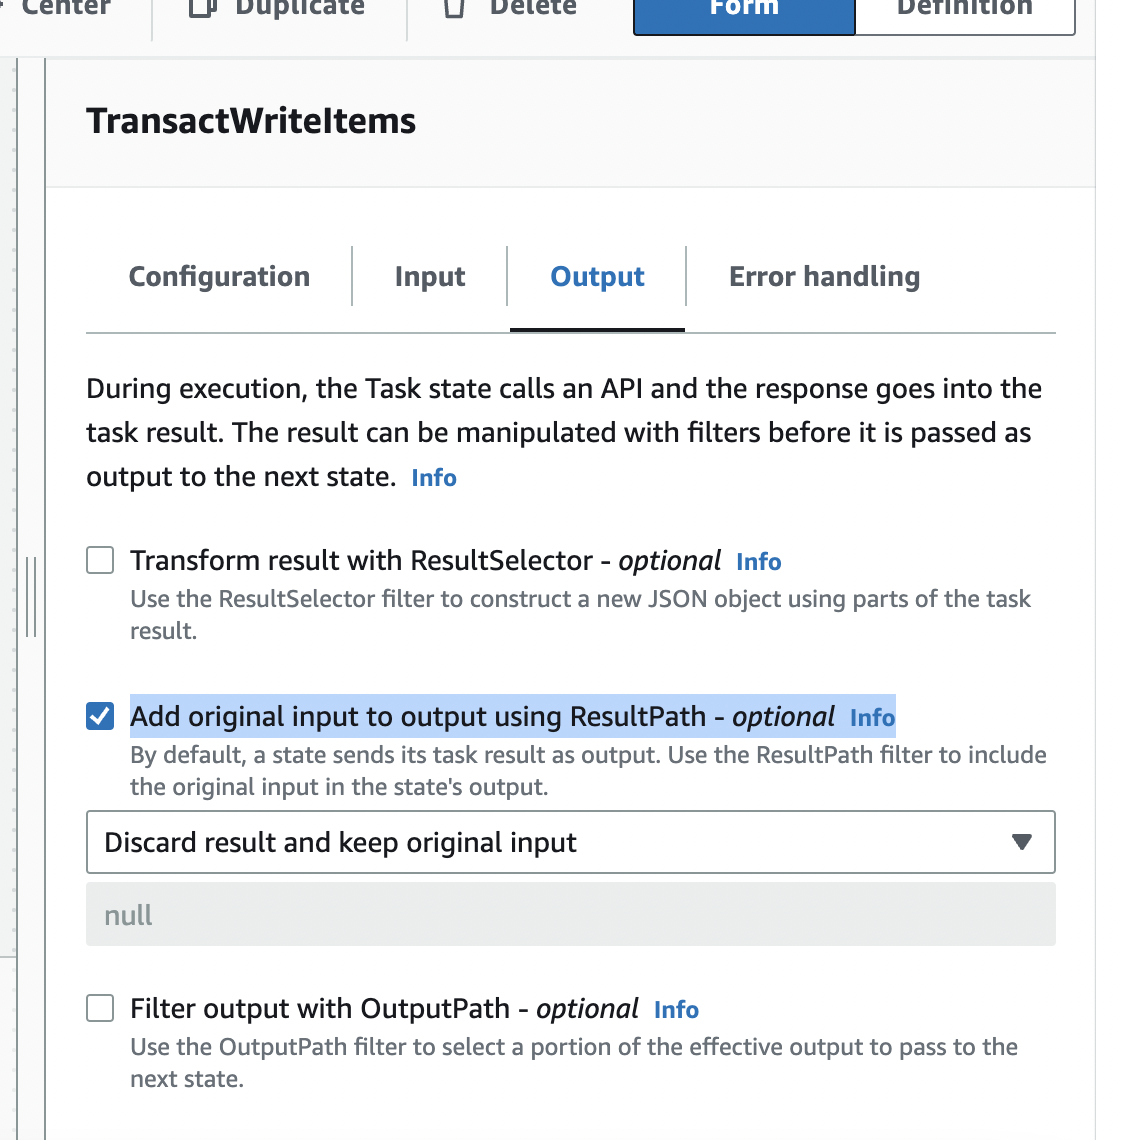 Center
Duplicate
Delete
Form
Definition
TransactWriteItems
Configuration
Input
Output
Error handling
During execution, the Task state calls an API and the response goes into the
task result. The result can be manipulated with filters before it is passed as
output to the next state. Info
Transform result with ResultSelector - optional Info
Use the ResultSelector filter to construct a new JSON object using parts of the task
result.
Add original input to output using ResultPath - optional Info
By default, a state sends its task result as output. Use the ResultPath filter to include
the original input in the state's output.
Discard result and keep original input
null
Filter output with OutputPath - optional Info
Use the OutputPath filter to select a portion of the effective output to pass to the
next state.